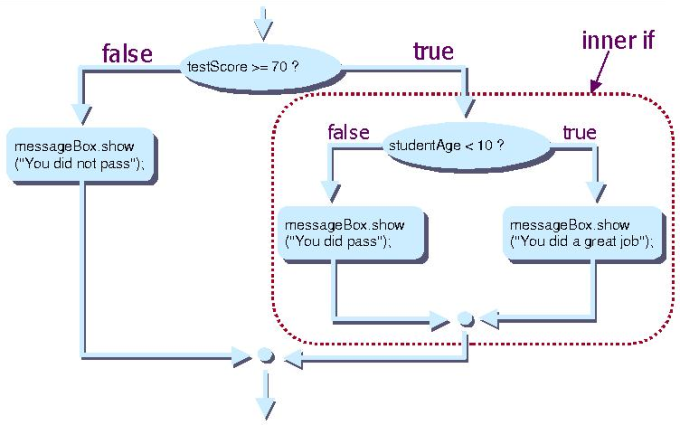 inner if
false
testScore >= 70 ?
true
false
studentAge < 10 ?
true
messageBox.show
("You did not pass");
messageBox.show
("You did pass");
messageBox.show
("You did a great job");